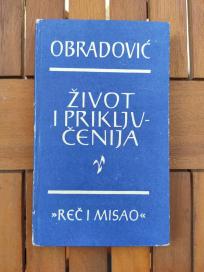 OBRADOVIĆ
ŽIVOT
I PRIKLJU-
ČENIJA
»REČ I MISAO«